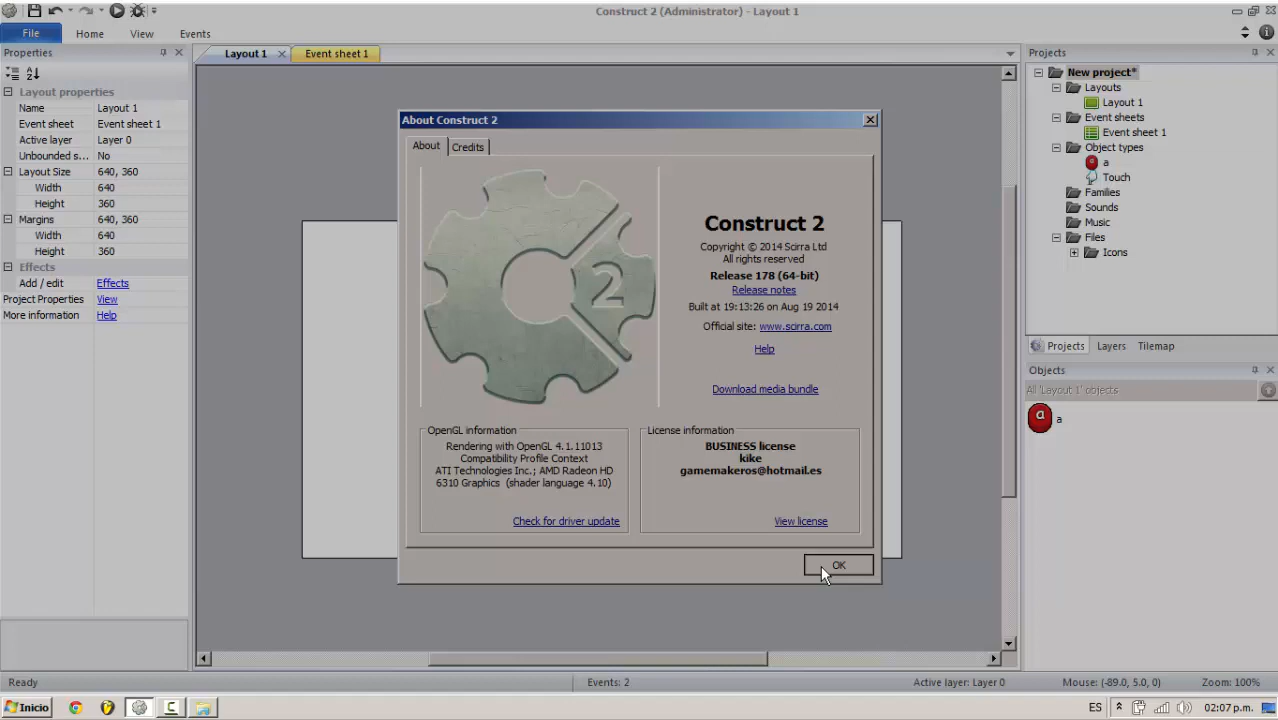 Construct 2 (Administrator) - Layout 1
File
Home
View
Events
Properties
Layout 1
Event sheet 1
Projects
Layout properties
Name
Layout 1
Event sheet
Event sheet 1
Active layer
Layer 0
Unbounded s...
No
Layout Size
640, 360
Width
640
Height
360
Margins
640, 360
Width
640
Height
360
Effects
Add / edit
Effects
Project Properties
View
More information
Help
About Construct 2
About
Credits
2
Construct 2
Copyright © 2014 Scirra Ltd
All rights reserved
Release 178 (64-bit)
Release notes
Built at 19:13:26 on Aug 19 2014
Official site: www.scirra.com
Help
Download media bundle
OpenGL information
Rendering with OpenGL 4.1.11013
Compatibility Profile Context
ATI Technologies Inc.; AMD Radeon HD
6310 Graphics (shader language 4.10)
Check for driver update
License information
BUSINESS license
kike
gamemakeros@hotmail.es
View license
OK
New project*
Layouts
Layout 1
Event sheets
Event sheet 1
Object types
a
Touch
Families
Sounds
Music
Files
Icons
Projects
Layers
Tilemap
Objects
All 'Layout 1' objects
a
a
Ready
Events: 2
Active layer: Layer 0
Mouse: (-89.0, 5.0, 0)
Zoom: 100%
Inicio
ES
02:07 p.m.